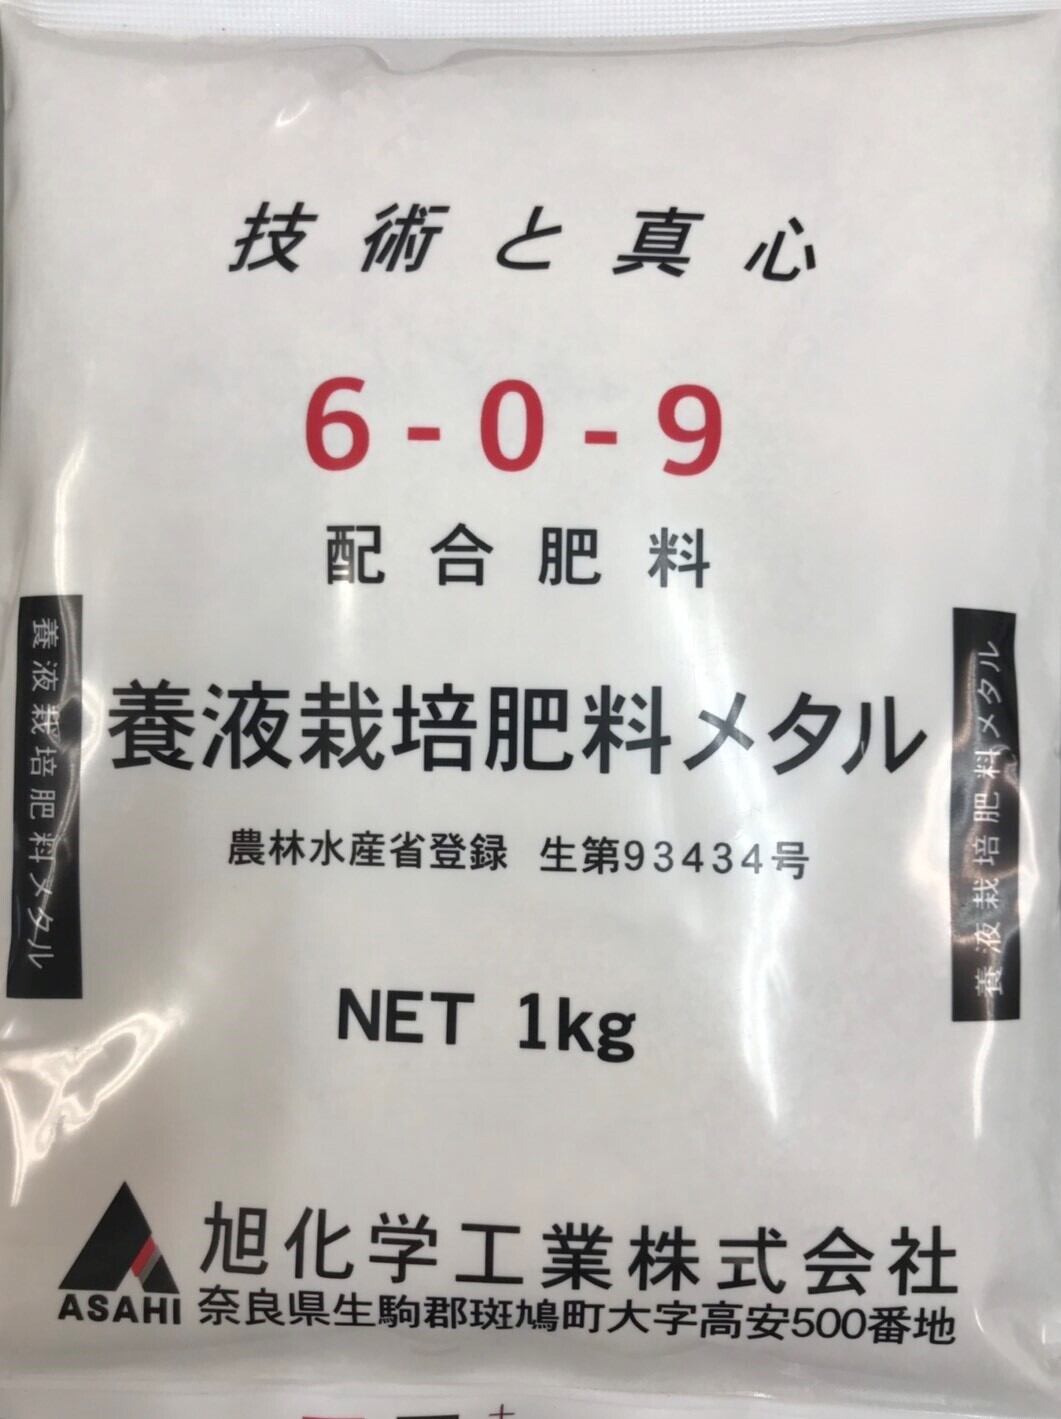 技術と真心
6-0-9
配合肥料
養液栽培肥料メタル
養液栽培肥料メタル
養液栽培肥料メタル
農林水産省登録 生第93434号
NET 1kg
旭化学工業株式会社
ASAHI 奈良県生駒郡斑鳩町大字高安500番地